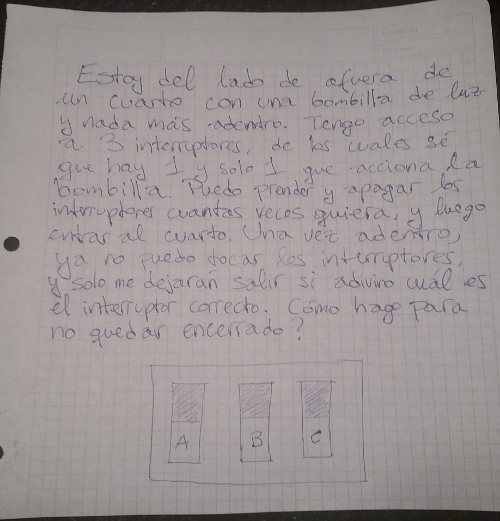 Estoy del lado de afuera de
un cuarto con una bombilla de luz
y nada más adentro. Tengo acceso
a 3 interruptores, de los cuales sé
que hay 1 y solo 1 que acciona la
bombilla. Puedo prender y apagar los
interruptores cuantas veces quiera, y luego
entrar al cuarto. Una vez adentro,
ya no puedo tocar los interruptores,
y solo me dejarán salir si adivino cuál es
el interruptor correcto. Cómo hago para
no quedar encerrado?
A B C